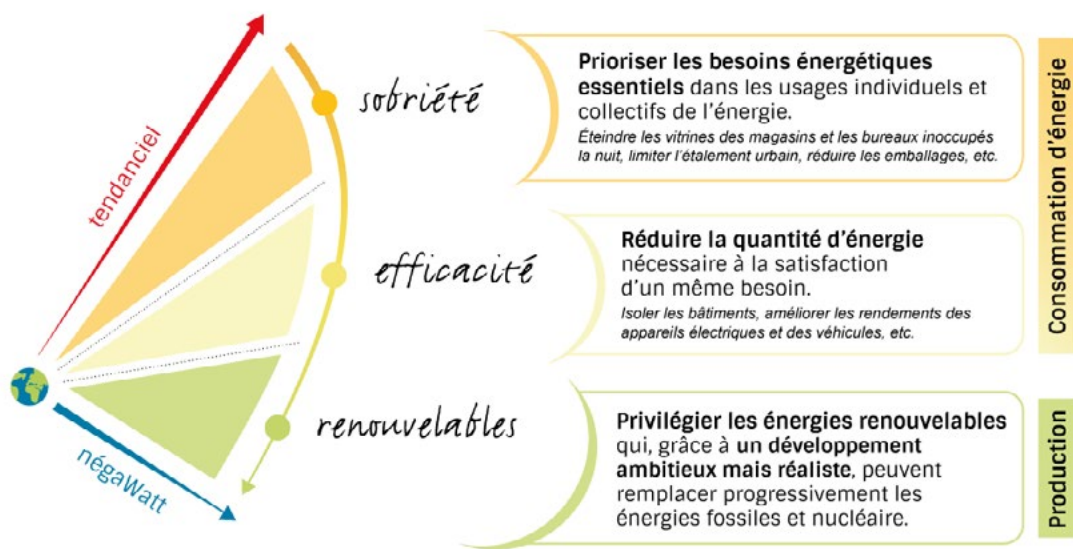 tendanciel
négaWatt
sobriété
Prioriser les besoins énergétiques
essentiels dans les usages individuels et
collectifs de l'énergie.
Éteindre les vitrines des magasins et les bureaux inoccupés
la nuit, limiter l'étalement urbain, réduire les emballages, etc.
efficacité
Réduire la quantité d'énergie
nécessaire à la satisfaction
d'un même besoin.
Isoler les bâtiments, améliorer les rendements des
appareils électriques et des véhicules, etc.
Consommation d'énergie
renouvelables
Privilégier les énergies renouvelables
qui, grâce à un développement
ambitieux mais réaliste, peuvent
remplacer progressivement les
énergies fossiles et nucléaire.
Production